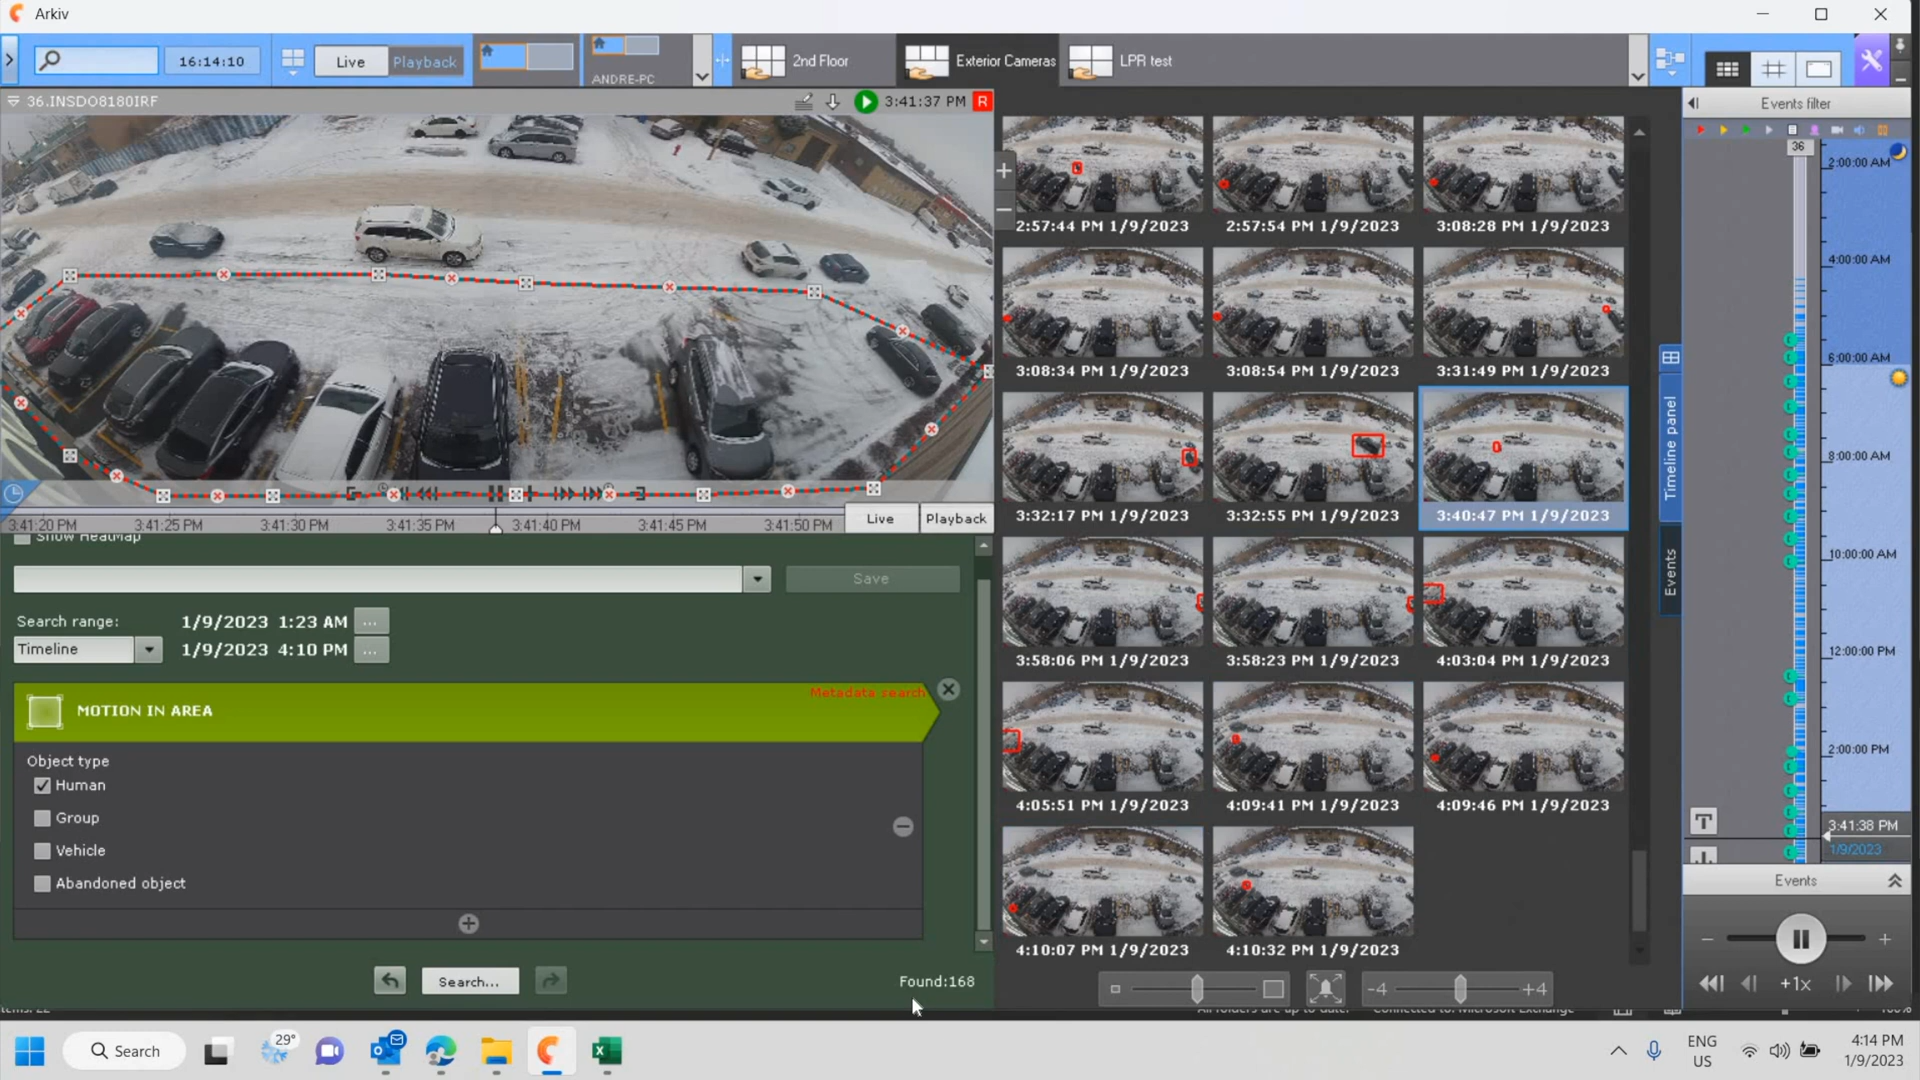 Arkiv
16:14:10
Live
Playback
ANDRE-PC
2nd Floor
Exterior Cameras
LPR test
36.INSDO8180IRF
3:41:37 PM
R
Events filter
36
2:00:00 AM
4:00:00 AM
6:00:00 AM
8:00:00 AM
10:00:00 AM
12:00:00 PM
2:00:00 PM
3:41:38 PM
1/9/2023
Timeline panel
Events
2:57:44 PM 1/9/2023
2:57:54 PM 1/9/2023
3:08:28 PM 1/9/2023
3:08:34 PM 1/9/2023
3:08:54 PM 1/9/2023
3:31:49 PM 1/9/2023
3:32:17 PM 1/9/2023
3:32:55 PM 1/9/2023
3:40:47 PM 1/9/2023
3:58:06 PM 1/9/2023
3:58:23 PM 1/9/2023
4:03:04 PM 1/9/2023
4:05:51 PM 1/9/2023
4:09:41 PM 1/9/2023
4:09:46 PM 1/9/2023
4:10:07 PM 1/9/2023
4:10:32 PM 1/9/2023
3:41:20 PM
3:41:25 PM
3:41:30 PM
3:41:35 PM
3:41:40 PM
3:41:45 PM
3:41:50 PM
Live
Playback
Show HeatMap
Save
Search range:
1/9/2023 1:23 AM
...
Timeline
1/9/2023 4:10 PM
...
Metadata search
MOTION IN AREA
Object type
Human
Group
Vehicle
Abandoned object
Search...
Found:168
-4
+4
Events
+1x
All folders are up to date.
Connected to: Microsoft Exchange
29°
Search
ENG
US
4:14 PM
1/9/2023